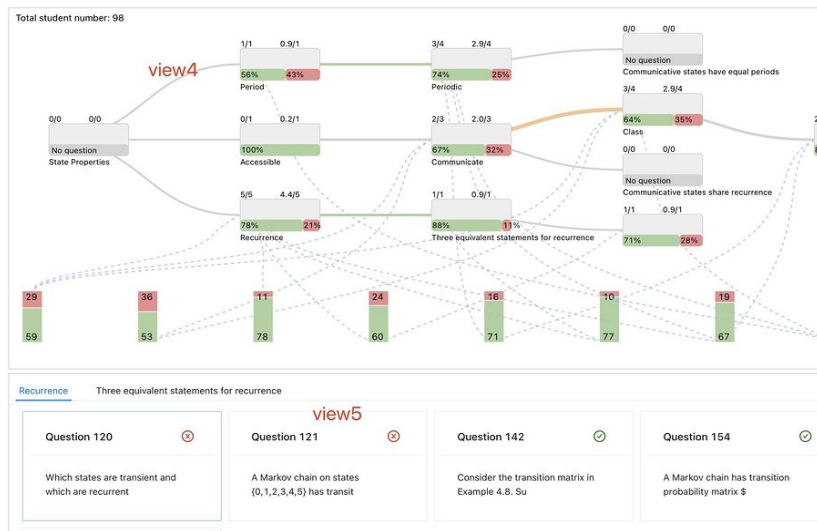 Total student number: 98
view4
0/0 0/0
No question
State Properties
1/1 0.9/1
56% 43%
Period
0/1 0.2/1
100%
Accessible
5/5 4.4/5
78% 21%
Recurrence
3/4 2.9/4
74% 25%
Periodic
2/3 2.0/3
67% 32%
Communicate
1/1 0.9/1
88% 11%
Three equivalent statements for recurrence
0/0 0/0
No question
Communicative states have equal periods
3/4 2.9/4
64% 35%
Class
0/0 0/0
No question
Communicative states share recurrence
1/1 0.9/1
71% 28%
29 36 11 24 16 10 19
59 53 78 60 71 77 67
Recurrence Three equivalent statements for recurrence
view5
Question 120 Question 121 Question 142 Question 154
Which states are transient and
which are recurrent
A Markov chain on states
{0,1,2,3,4,5} has transit
Consider the transition matrix in
Example 4.8. Su
A Markov chain has transition
probability matrix $